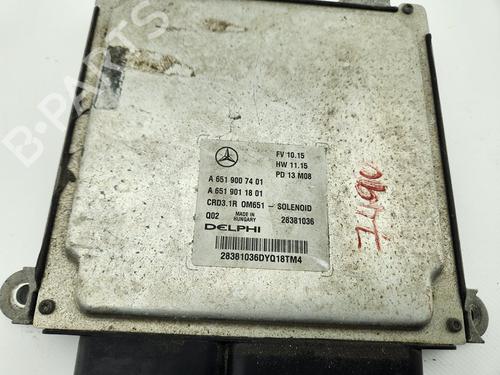 B-PARTS
FV 10.15
HW 11.15
PD 13 M08
A 651 900 74 01
A 651 901 18 01
CRD3.1R OM651 - SOLENOID
Q02 MADE IN HUNGARY 28381036
DELPHI
28381036DYQ18TM4